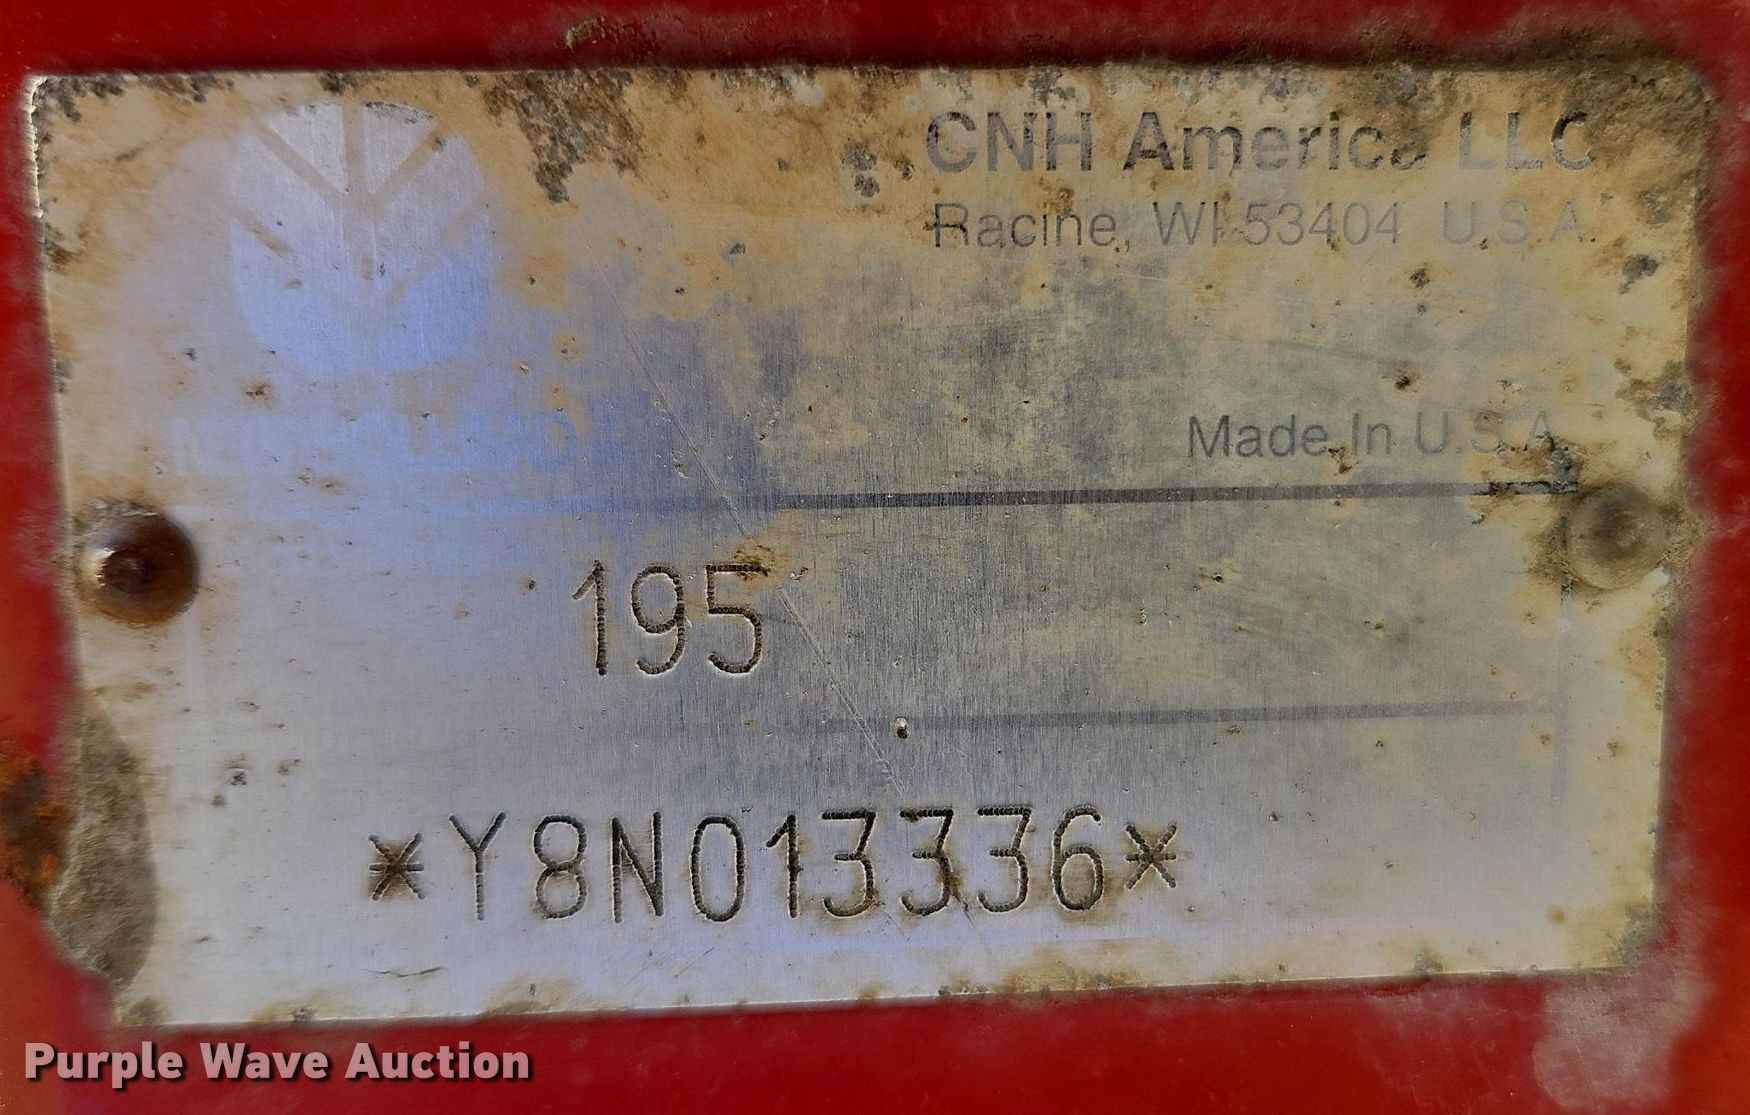 CNH America LLC
Racine, WI 53404 U.S.A.
Made In U.S.A.
195
*Y8N013336*
Purple Wave Auction